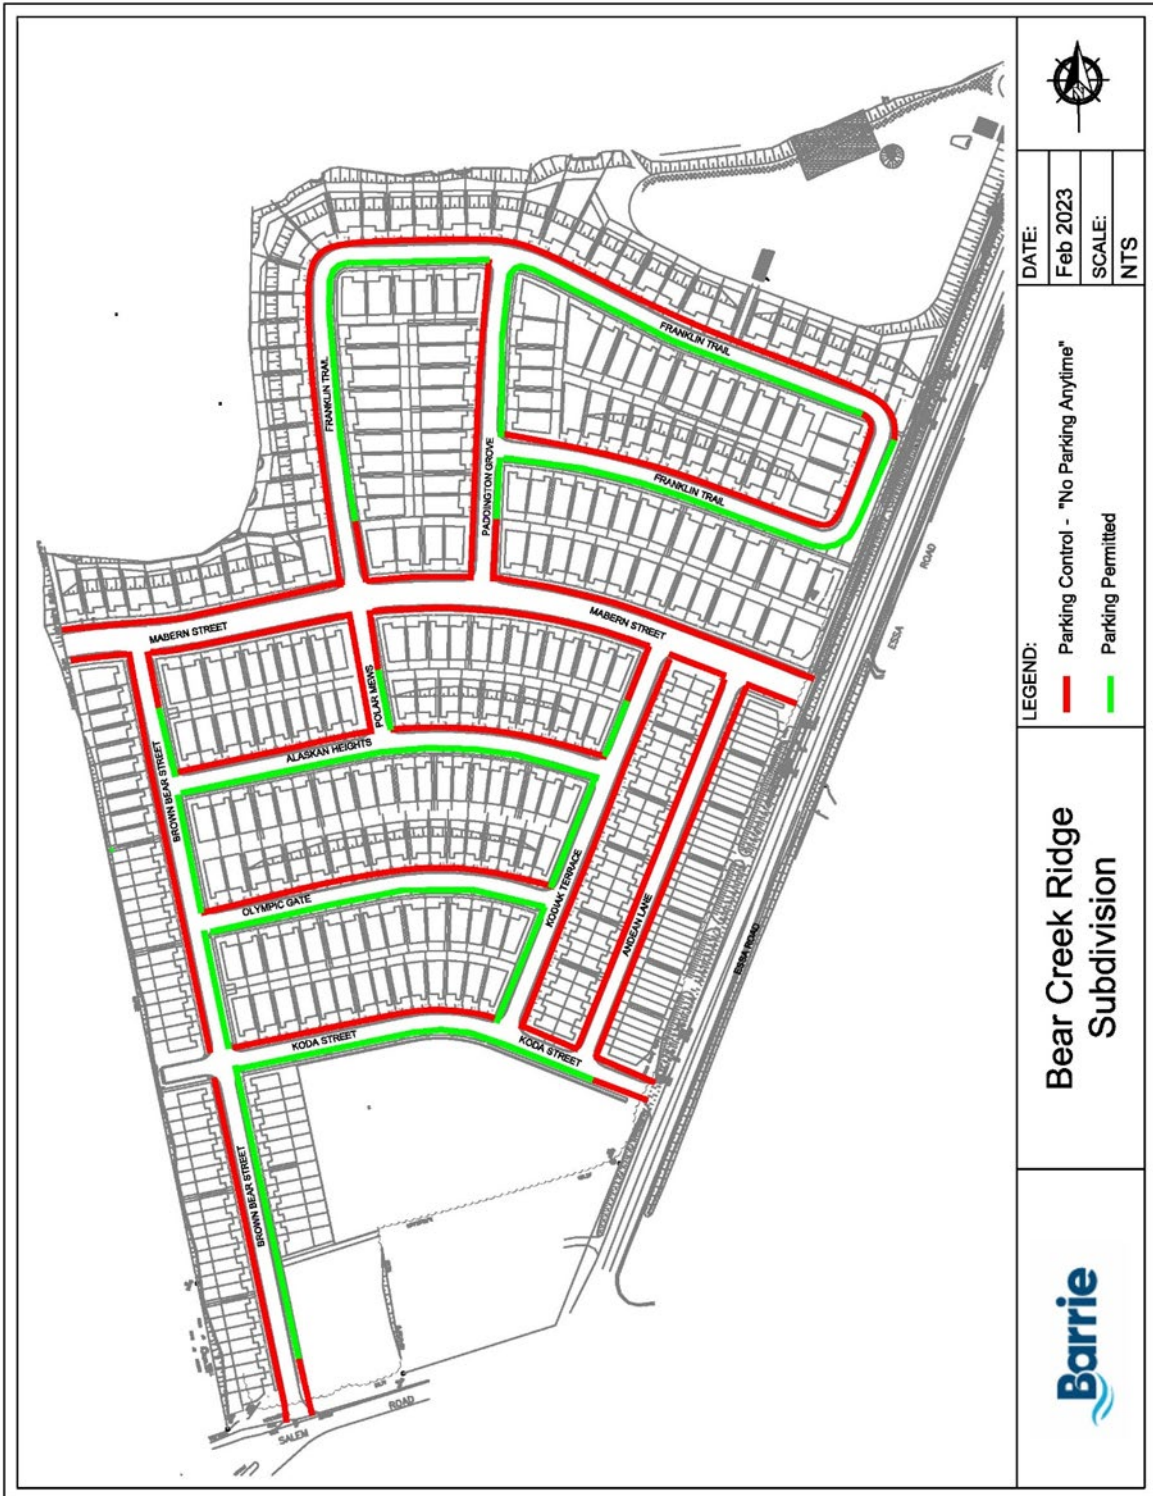 MABERN STREET
FRANKLIN TRAIL
FRANKLIN TRAIL
FRANKLIN TRAIL
PADDINGTON GROVE
MABERN STREET
POLAR MEWS
ALASKAN HEIGHTS
BROWN BEAR STREET
OLYMPIC GATE
KODIAK TERRACE
ANDEAN LANE
KODA STREET
KODA STREET
BROWN BEAR STREET
ESSA ROAD
ESSA
ROAD
SALEM
ROAD
Barrie
Bear Creek Ridge
Subdivision
LEGEND:
Parking Control - "No Parking Anytime"
Parking Permitted
DATE:
Feb 2023
SCALE:
NTS